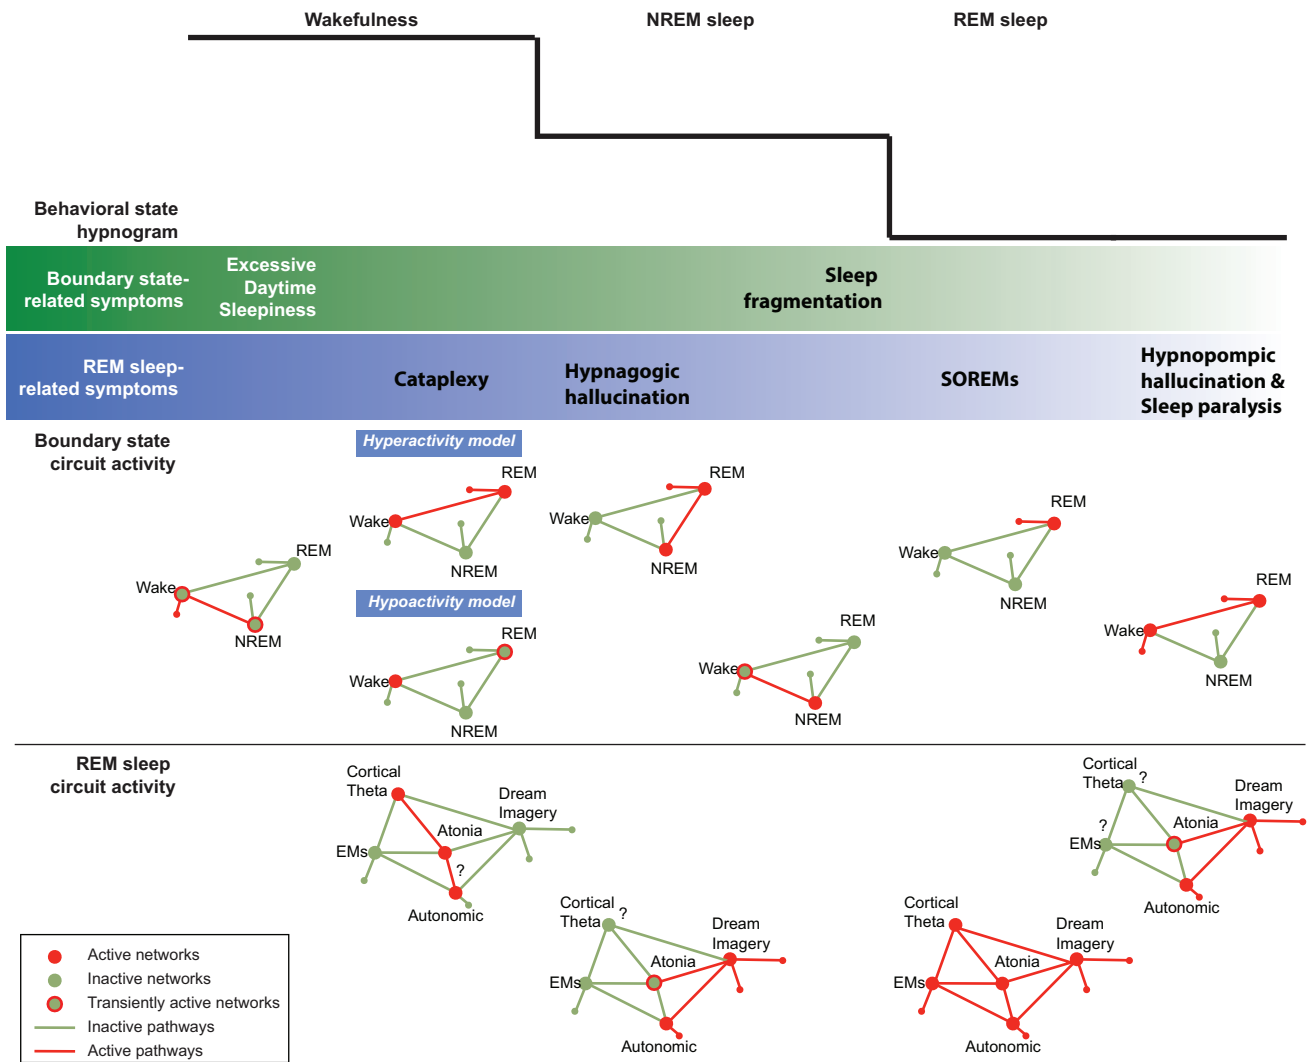 Wakefulness
NREM sleep
REM sleep
Behavioral state
hypnogram
Boundary state-
related symptoms
Excessive
Daytime
Sleepiness
Sleep
fragmentation
REM sleep-
related symptoms
Cataplexy
Hypnagogic
hallucination
SOREMs
Hypnopompic
hallucination &
Sleep paralysis
Boundary state
circuit activity
Wake
REM
NREM
Hyperactivity model
REM
Wake
NREM
Hypoactivity model
REM
Wake
NREM
REM
Wake
NREM
REM
Wake
NREM
REM
Wake
NREM
REM
Wake
NREM
REM sleep
circuit activity
Cortical
Theta
Dream
Imagery
Atonia
EMs
?
Autonomic
Cortical
Theta
?
Dream
Imagery
Atonia
EMs
Autonomic
Cortical
Theta
Dream
Imagery
Atonia
EMs
Autonomic
Cortical
Theta
?
Dream
Imagery
Atonia
?
EMs
Autonomic
Active networks
Inactive networks
Transiently active networks
Inactive pathways
Active pathways